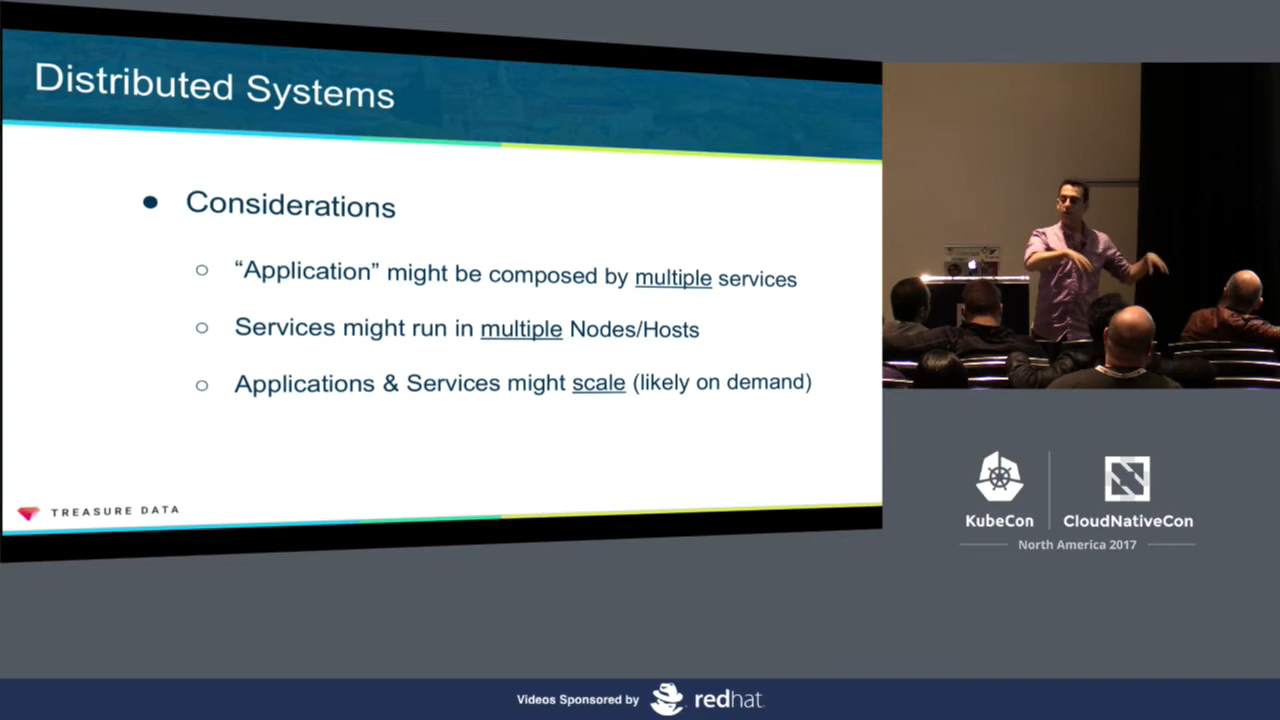 Distributed Systems
● Considerations
○ “Application” might be composed by multiple services
○ Services might run in multiple Nodes/Hosts
○ Applications & Services might scale (likely on demand)
TREASURE DATA
KubeCon
CloudNativeCon
North America 2017
Videos Sponsored by
redhat.